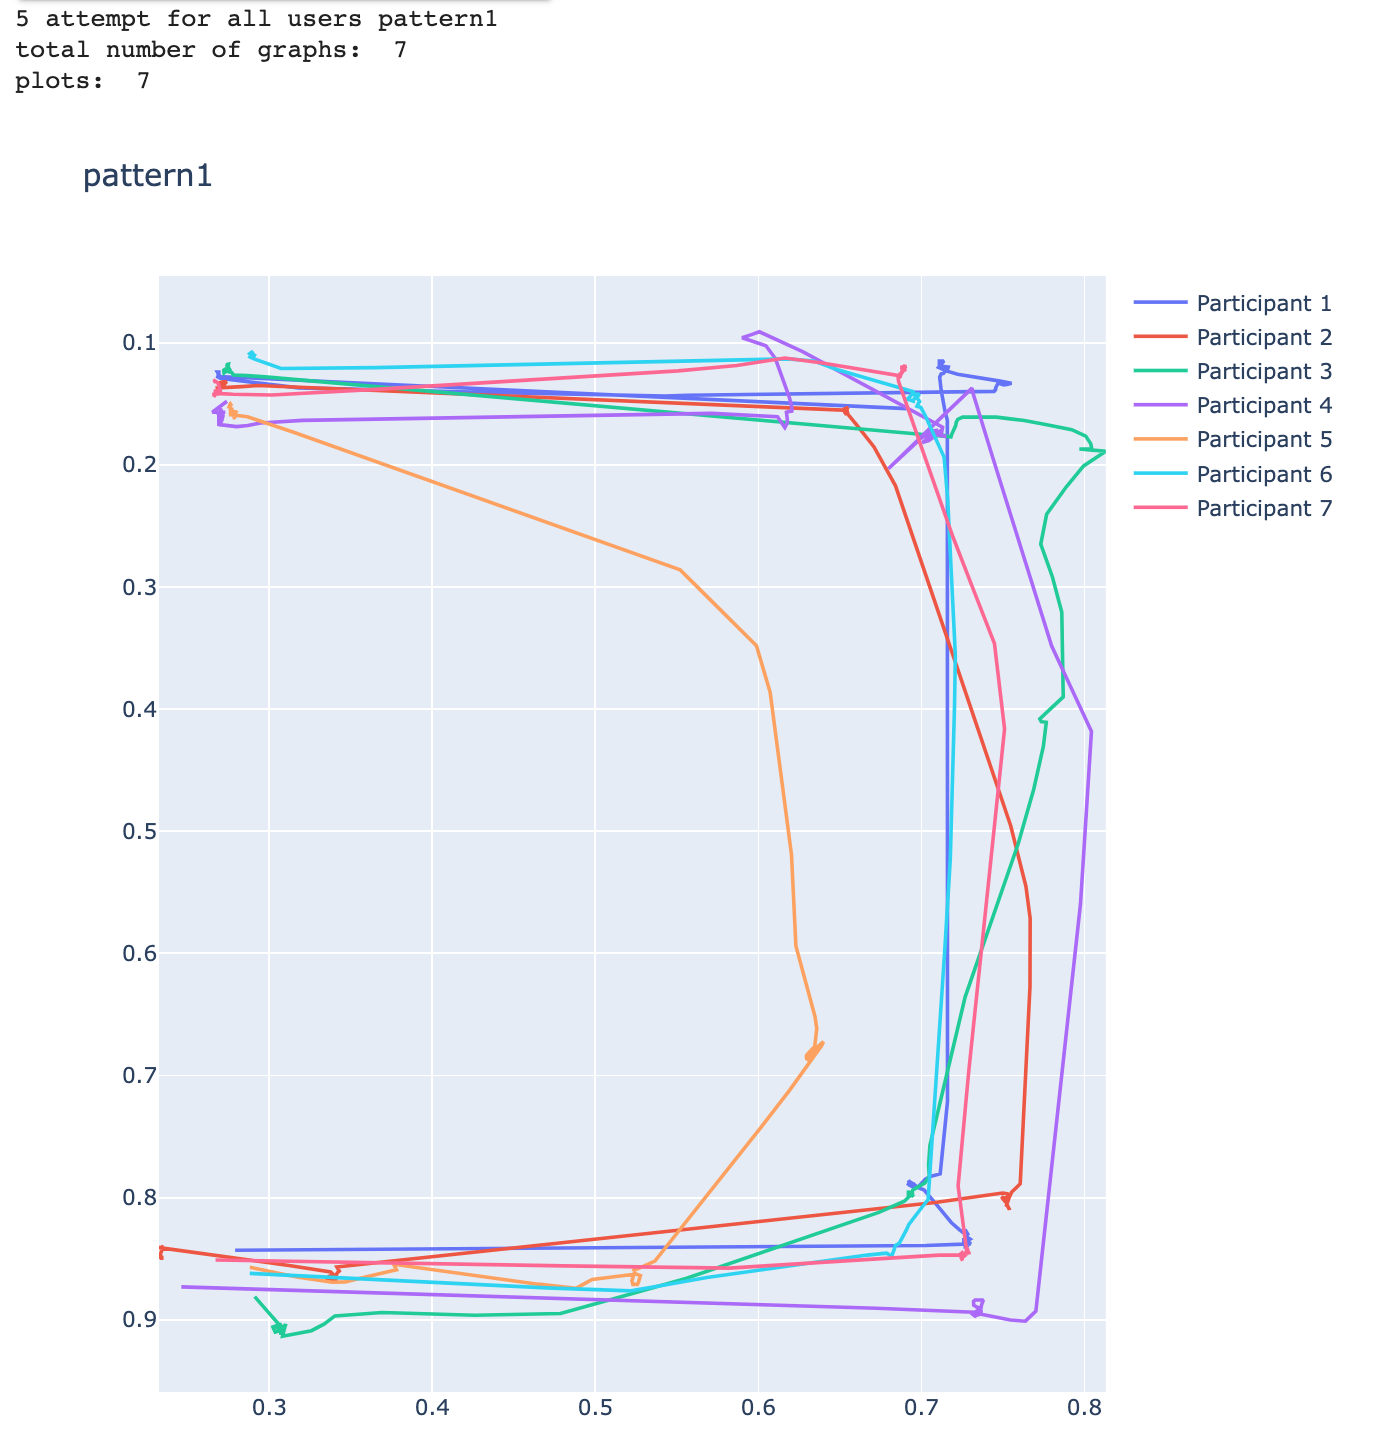 5 attempt for all users pattern1
total number of graphs:  7
plots:  7
pattern1
0.1
0.2
0.3
0.4
0.5
0.6
0.7
0.8
0.9
0.3 0.4 0.5 0.6 0.7 0.8
Participant 1
Participant 2
Participant 3
Participant 4
Participant 5
Participant 6
Participant 7